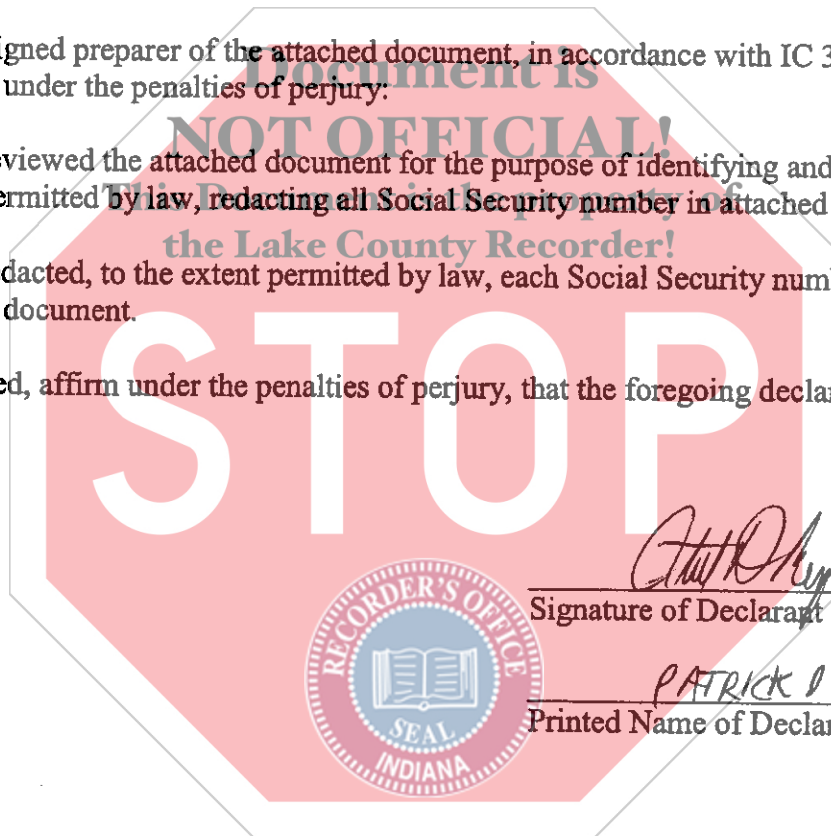 igned preparer of the attached document, in accordance with IC 3
under the penalties of perjury:
Document is
NOT OFFICIAL!
eviewed the attached document for the purpose of identifying and
ermitted by law, redacting all Social Security number in attached
This Document is the property of
the Lake County Recorder!
dacted, to the extent permitted by law, each Social Security num
document.
STOP
ed, affirm under the penalties of perjury, that the foregoing declar
Signature of Declarant
PATRICK D
Printed Name of Declar
RECORDER'S OFFICE
SEAL
INDIANA